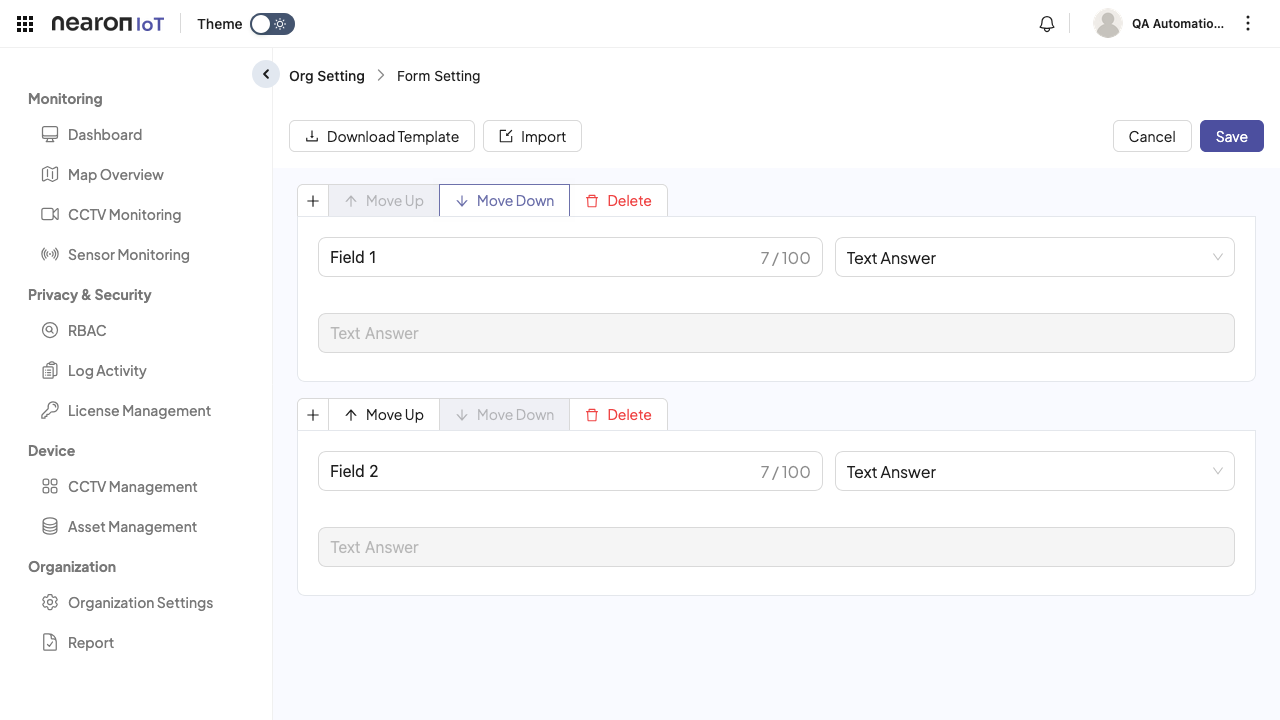 nearon IoT
Theme
QA Automatio...
Org Setting
Form Setting
Monitoring
Dashboard
Map Overview
CCTV Monitoring
Sensor Monitoring
Privacy & Security
RBAC
Log Activity
License Management
Device
CCTV Management
Asset Management
Organization
Organization Settings
Report
Download Template
Import
Cancel
Save
Move Up
Move Down
Delete
Field 1
7 / 100
Text Answer
Text Answer
Move Up
Move Down
Delete
Field 2
7 / 100
Text Answer
Text Answer